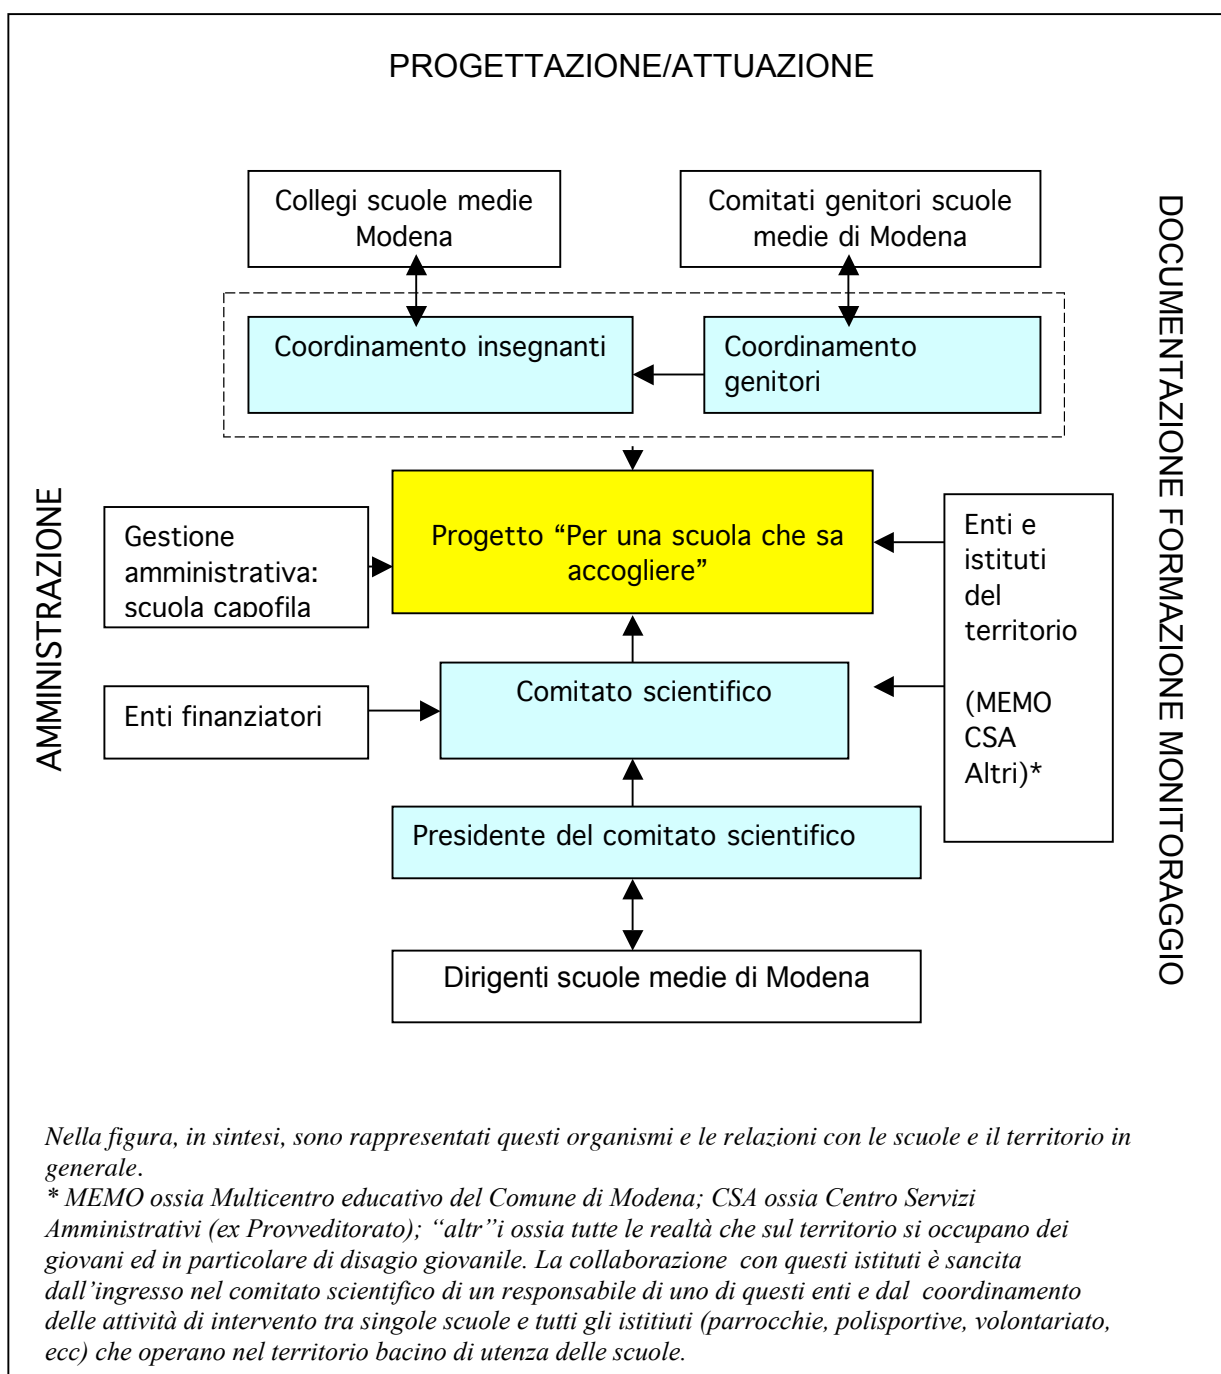 PROGETTAZIONE/ATTUAZIONE
Collegi scuole medie
Modena
Comitati genitori scuole
medie di Modena
Coordinamento insegnanti
Coordinamento
genitori
DOCUMENTAZIONE FORMAZIONE MONITORAGGIO
AMMINISTRAZIONE
Gestione
amministrativa:
scuola capofila
Progetto “Per una scuola che sa
accogliere”
Enti e
istituti
del
territorio
(MEMO
CSA
Altri)*
Enti finanziatori
Comitato scientifico
Presidente del comitato scientifico
Dirigenti scuole medie di Modena
Nella figura, in sintesi, sono rappresentati questi organismi e le relazioni con le scuole e il territorio in
generale.
* MEMO ossia Multicentro educativo del Comune di Modena; CSA ossia Centro Servizi
Amministrativi (ex Provveditorato); “altr”i ossia tutte le realtà che sul territorio si occupano dei
giovani ed in particolare di disagio giovanile. La collaborazione con questi istituti è sancita
dall’ingresso nel comitato scientifico di un responsabile di uno di questi enti e dal coordinamento
delle attività di intervento tra singole scuole e tutti gli istitiuti (parrocchie, polisportive, volontariato,
ecc) che operano nel territorio bacino di utenza delle scuole.